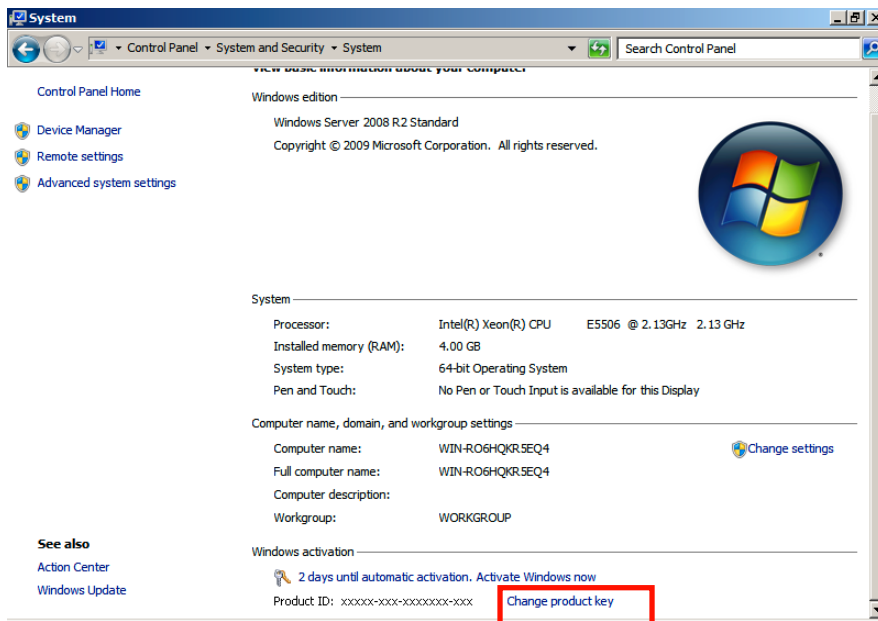 System
Control Panel ▾ System and Security ▾ System
Search Control Panel
View basic information about your computer
Control Panel Home
Device Manager
Remote settings
Advanced system settings
Windows edition
Windows Server 2008 R2 Standard
Copyright © 2009 Microsoft Corporation. All rights reserved.
System
Processor: Intel(R) Xeon(R) CPU E5506 @ 2.13GHz 2.13 GHz
Installed memory (RAM): 4.00 GB
System type: 64-bit Operating System
Pen and Touch: No Pen or Touch Input is available for this Display
Computer name, domain, and workgroup settings
Computer name: WIN-RO6HQKR5EQ4
Change settings
Full computer name: WIN-RO6HQKR5EQ4
Computer description:
Workgroup: WORKGROUP
See also
Action Center
Windows Update
Windows activation
2 days until automatic activation. Activate Windows now
Product ID: xxxxx-xxx-xxxxxxx-xxx Change product key